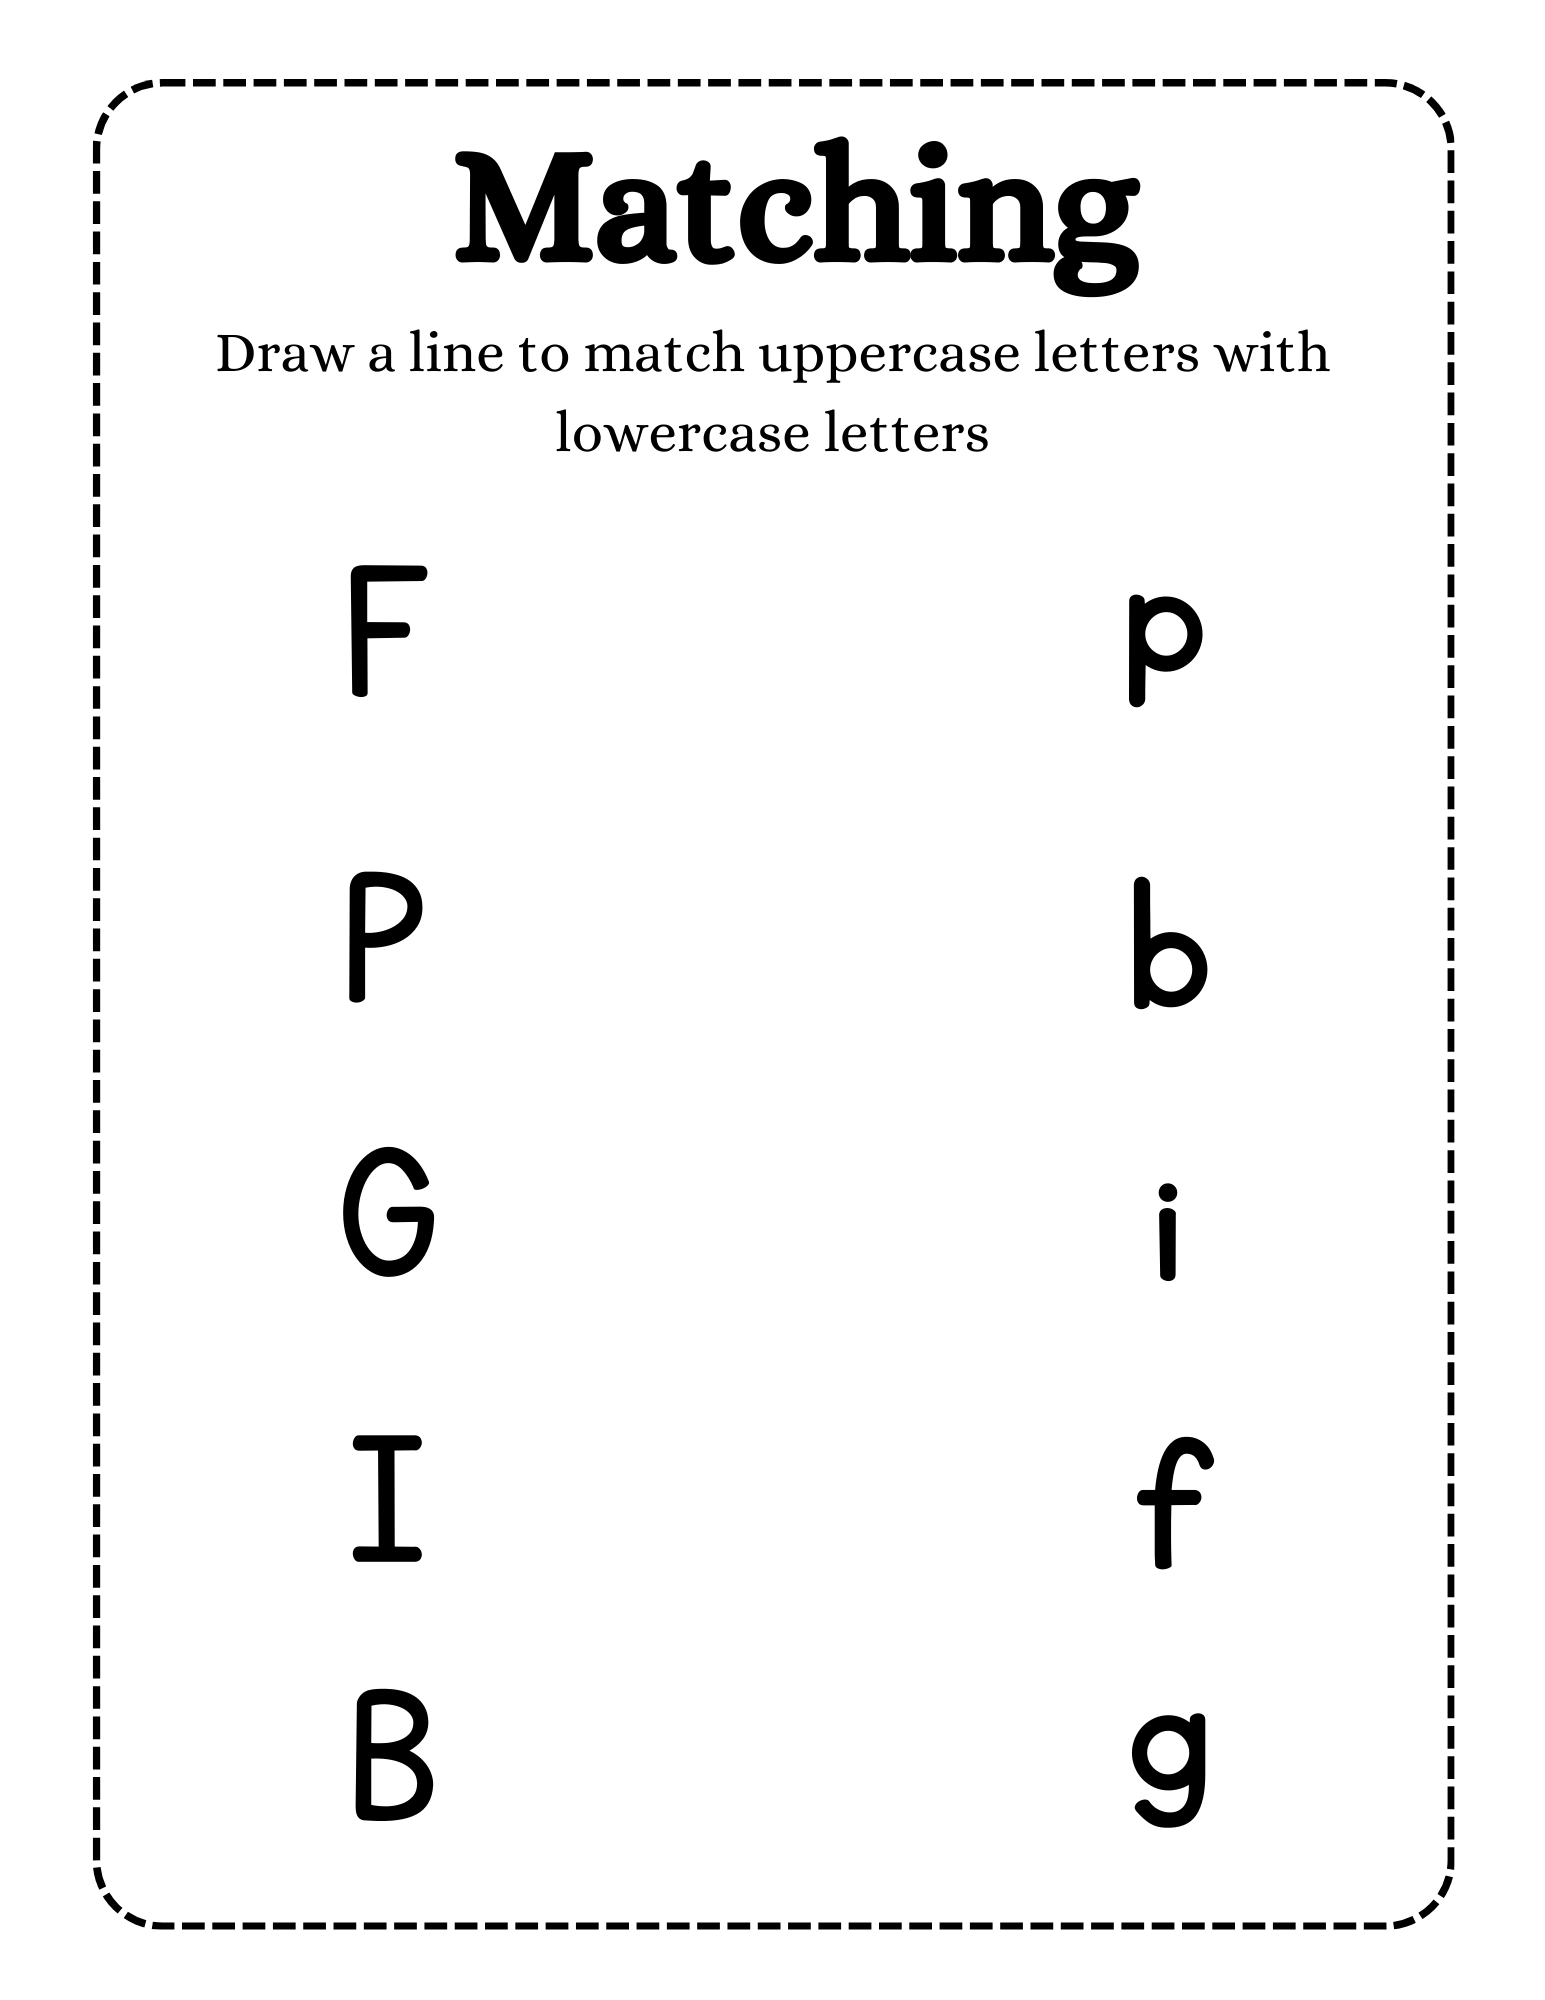 Matching
Draw a line to match uppercase letters with
lowercase letters
F p
P b
G i
I f
B g